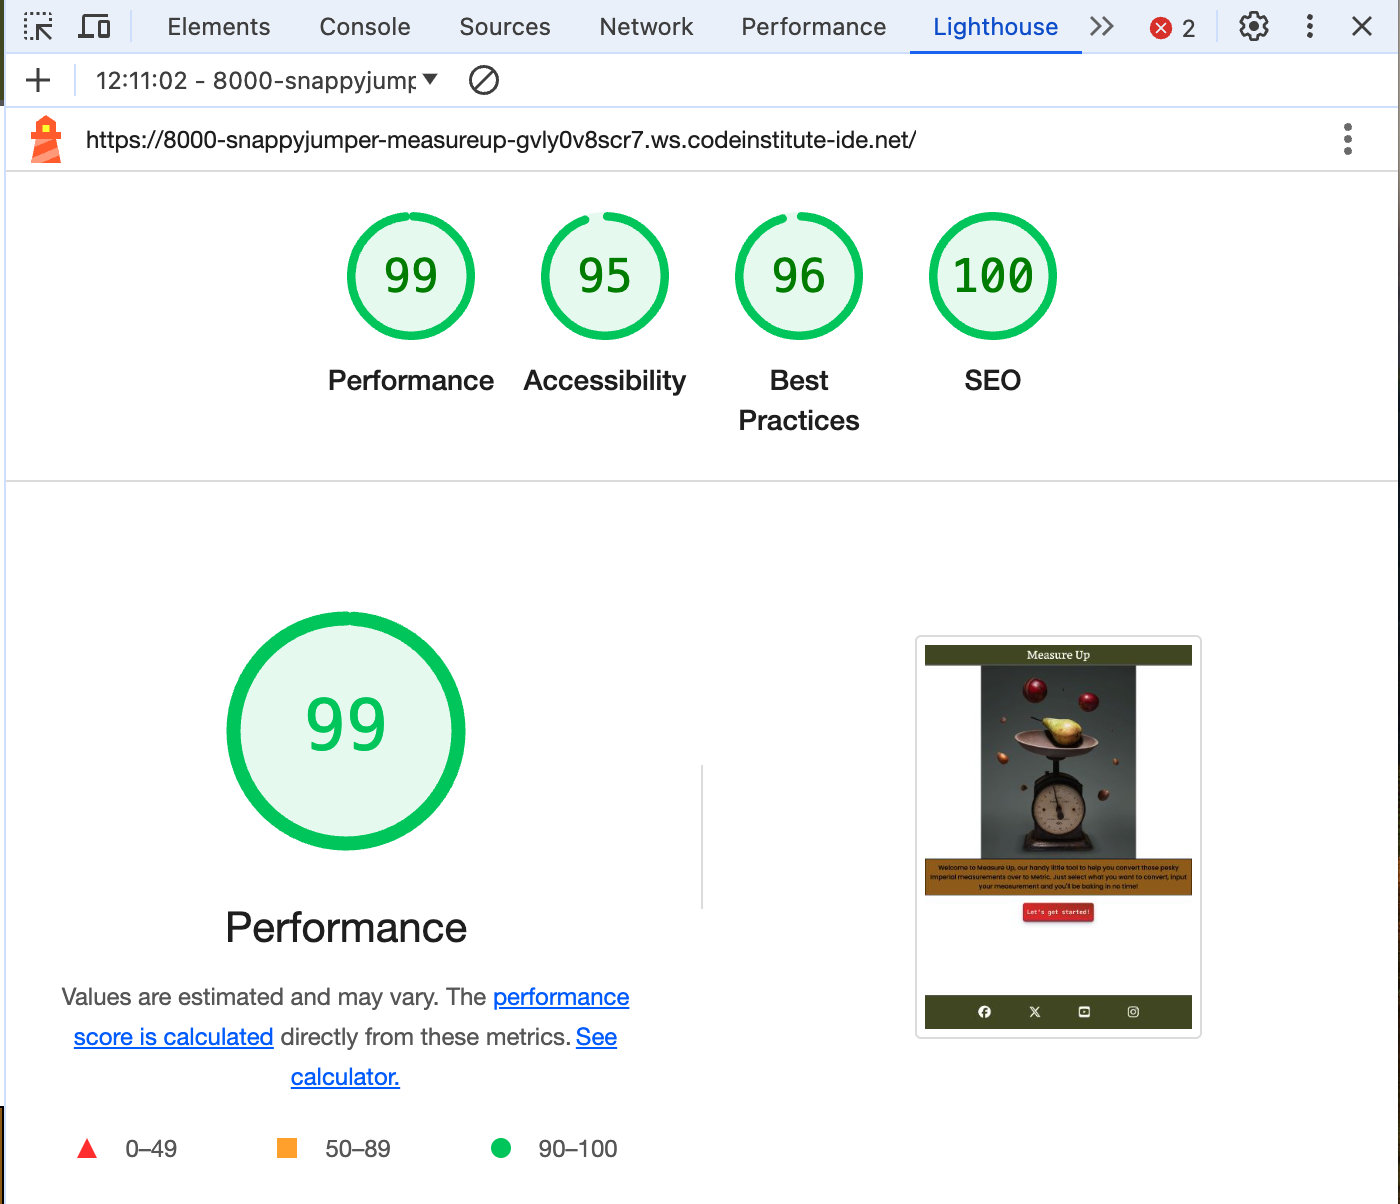 Elements Console Sources Network Performance Lighthouse 2
12:11:02 - 8000-snappyjump
https://8000-snappyjumper-measureup-gvly0v8scr7.ws.codeinstitute-ide.net/
99 95 96 100
Performance Accessibility Best Practices SEO
99
Performance
Values are estimated and may vary. The performance
score is calculated directly from these metrics. See
calculator.
0–49 50–89 90–100
Measure Up
Welcome to Measure Up, our handy little tool to help you convert those pesky
Imperial measurements over to Metric. Just select what you want to convert, input
your measurement and you'll be baking in no time!
Let's get started!